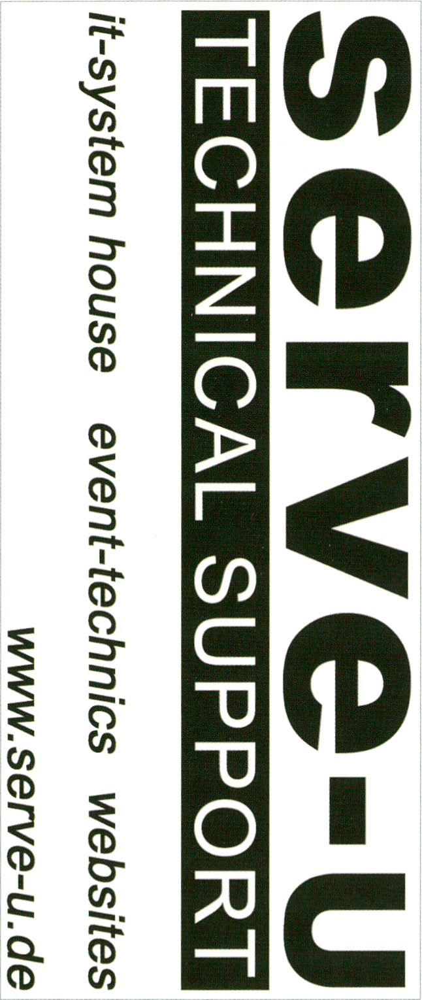 serve-u
TECHNICAL SUPPORT
it-system house event-technics websites
www.serve-u.de